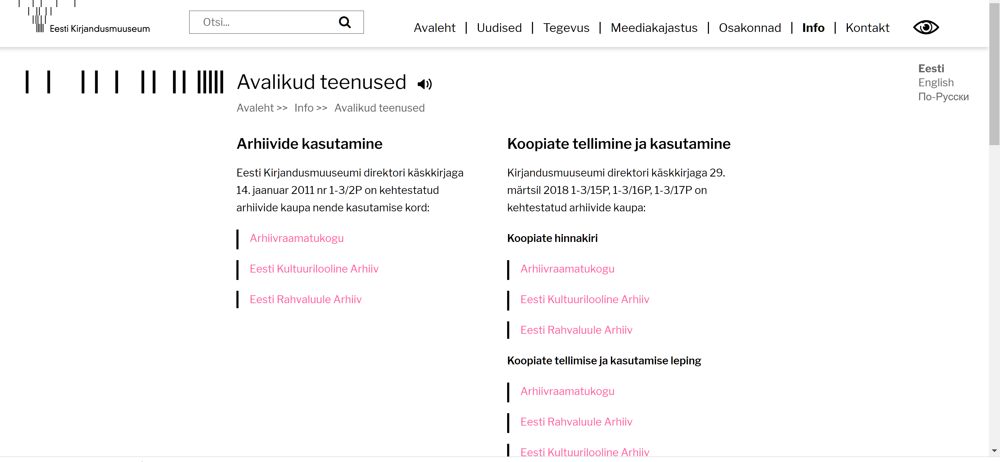 Eesti Kirjandusmuuseum
Otsi...
Avaleht
Uudised
Tegevus
Meediakajastus
Osakonnad
Info
Kontakt
Eesti
English
По-Русски
Avalikud teenused
Avaleht >> Info >> Avalikud teenused
Arhiivide kasutamine
Eesti Kirjandusmuuseumi direktori käskkirjaga
14. jaanuar 2011 nr 1-3/2P on kehtestatud
arhiivide kaupa nende kasutamise kord:
Arhiivraamatukogu
Eesti Kultuurilooline Arhiiv
Eesti Rahvaluule Arhiiv
Koopiate tellimine ja kasutamine
Kirjandusmuuseumi direktori käskkirjaga 29.
märtsil 2018 1-3/15P, 1-3/16P, 1-3/17P on
kehtestatud arhiivide kaupa:
Koopiate hinnakiri
Arhiivraamatukogu
Eesti Kultuurilooline Arhiiv
Eesti Rahvaluule Arhiiv
Koopiate tellimise ja kasutamise leping
Arhiivraamatukogu
Eesti Rahvaluule Arhiiv
Eesti Kultuurilooline Arhiiv